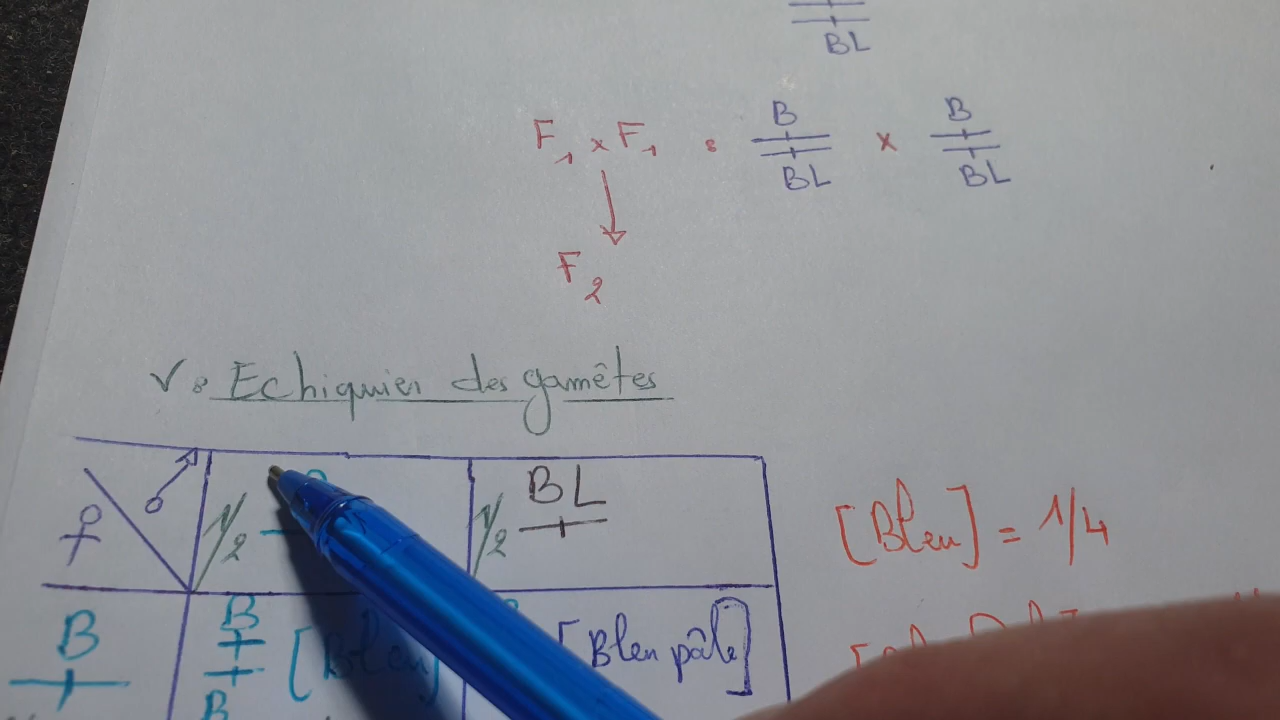 BL
B B
F1 x F1 : x
BL BL
F2
V: Echiquier des gamêtes
BL
1/2 1/2
[Bleu] = 1/4
B B [Bleu] [Bleu pâle]
B